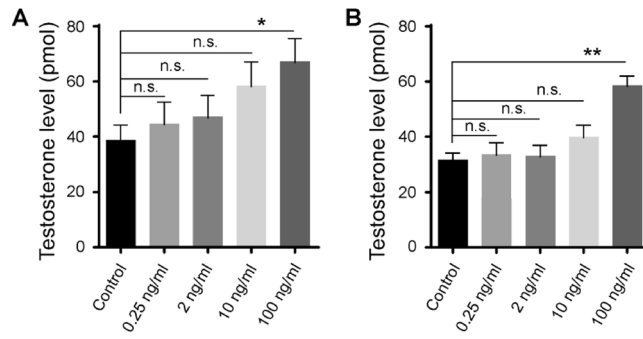 A
Testosterone level (pmol)
80
60
40
20
0
*
n.s.
n.s.
n.s.
Control
0.25 ng/ml
2 ng/ml
10 ng/ml
100 ng/ml
B
Testosterone level (pmol)
80
60
40
20
0
**
n.s.
n.s.
n.s.
Control
0.25 ng/ml
2 ng/ml
10 ng/ml
100 ng/ml